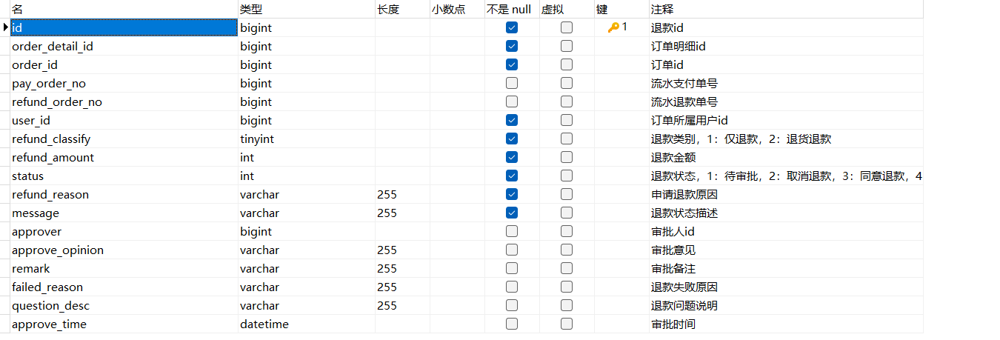 名 类型 长度 小数点 不是 null 虚拟 键 注释
id bigint 1 退款id
order_detail_id bigint 订单明细id
order_id bigint 订单id
pay_order_no bigint 流水支付单号
refund_order_no bigint 流水退款单号
user_id bigint 订单所属用户id
refund_classify tinyint 退款类别，1：仅退款，2：退货退款
refund_amount int 退款金额
status int 退款状态，1：待审批，2：取消退款，3：同意退款，4
refund_reason varchar 255 申请退款原因
message varchar 255 退款状态描述
approver bigint 审批人id
approve_opinion varchar 255 审批意见
remark varchar 255 审批备注
failed_reason varchar 255 退款失败原因
question_desc varchar 255 退款问题说明
approve_time datetime 审批时间